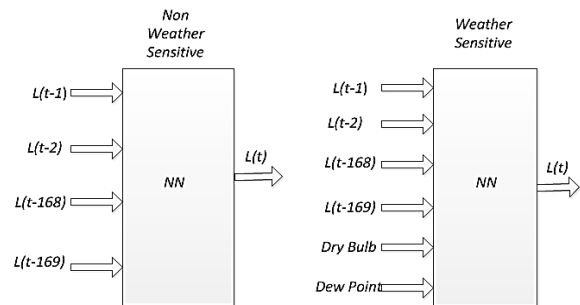 Non
Weather
Sensitive
L(t-1)
L(t-2)
L(t-168)
L(t-169)
NN
L(t)
Weather
Sensitive
L(t-1)
L(t-2)
L(t-168)
L(t-169)
Dry Bulb
Dew Point
NN
L(t)